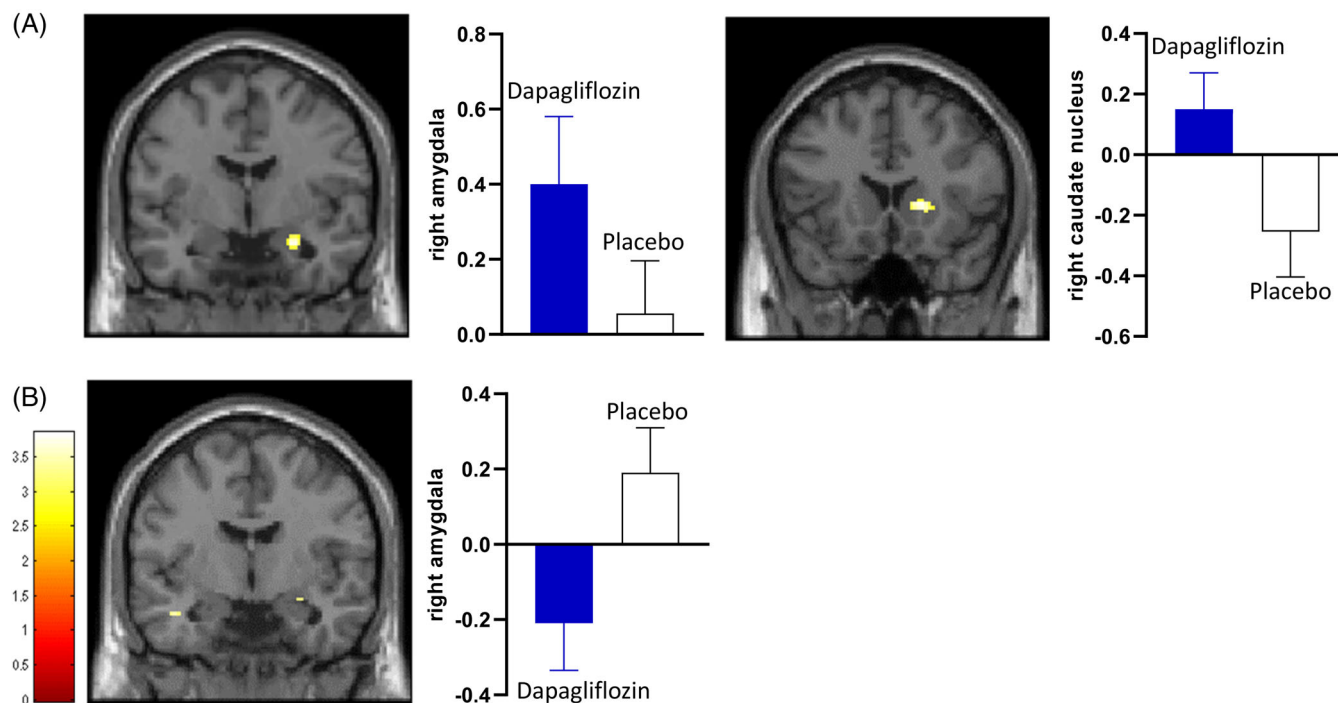 (A)
0.8
0.6
0.4
0.2
0.0
right amygdala
Dapagliflozin
Placebo
0.4
0.2
0.0
-0.2
-0.4
-0.6
right caudate nucleus
Dapagliflozin
Placebo
(B)
3.5
3
2.5
2
1.5
1
0.5
0
0.4
0.2
0.0
-0.2
-0.4
right amygdala
Placebo
Dapagliflozin